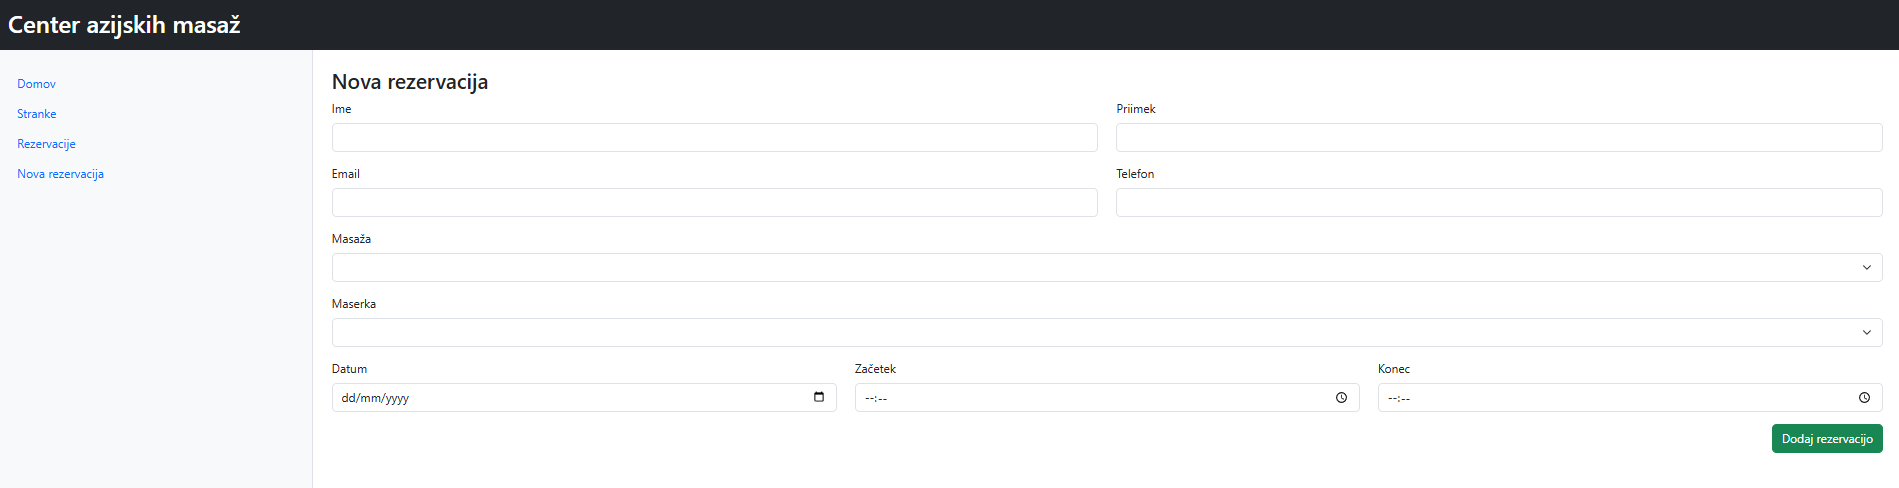 Center azijskih masaž
Domov
Stranke
Rezervacije
Nova rezervacija
Nova rezervacija
Ime
Priimek
Email
Telefon
Masaža
Maserka
Datum
Začetek
Konec
dd/mm/yyyy
--:--
--:--
Dodaj rezervacijo